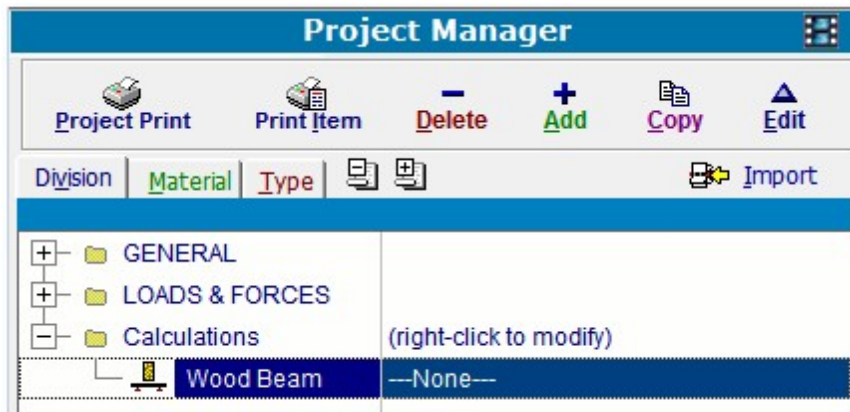 Project Manager
Project Print Print Item Delete Add Copy Edit
Division Material Type Import
GENERAL
LOADS & FORCES
Calculations (right-click to modify)
Wood Beam ---None---